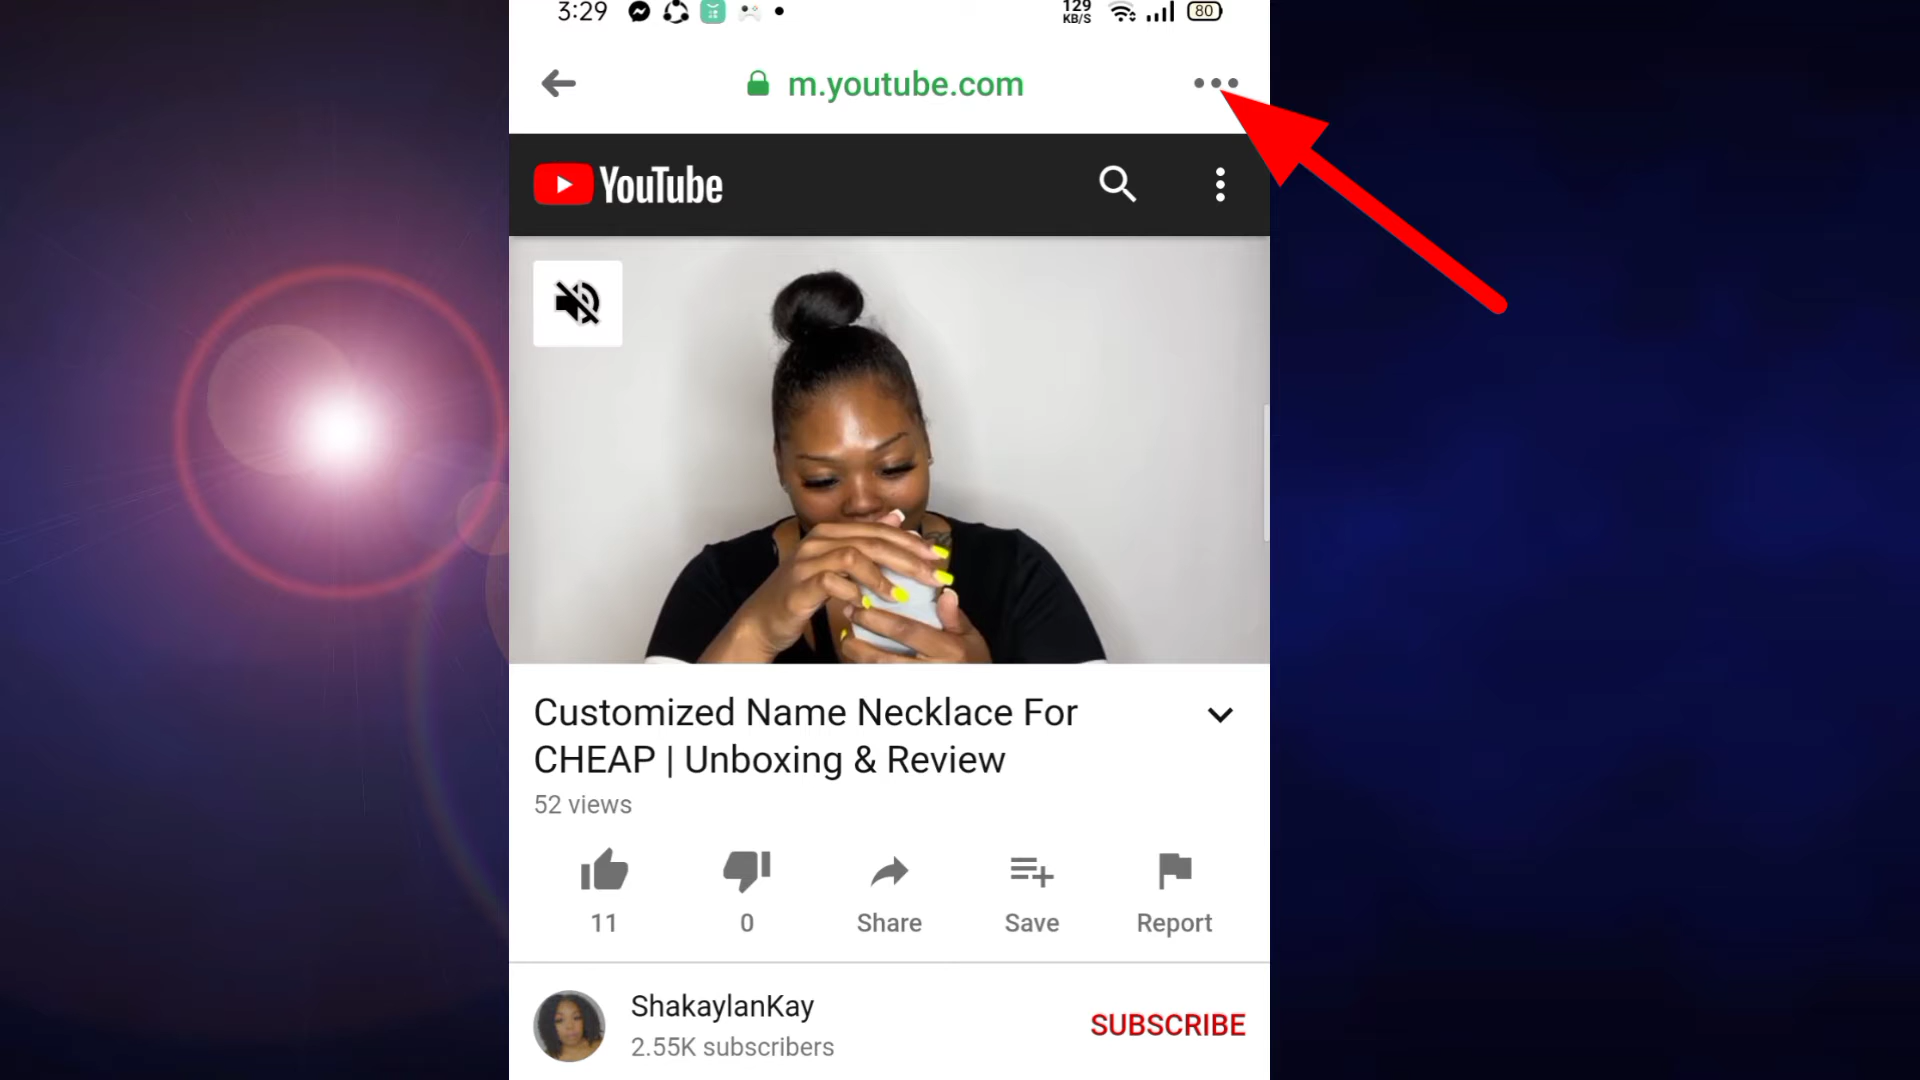 3:29
129
KB/S
80
m.youtube.com
YouTube
Customized Name Necklace For
CHEAP | Unboxing & Review
52 views
11
0
Share
Save
Report
ShakaylanKay
2.55K subscribers
SUBSCRIBE